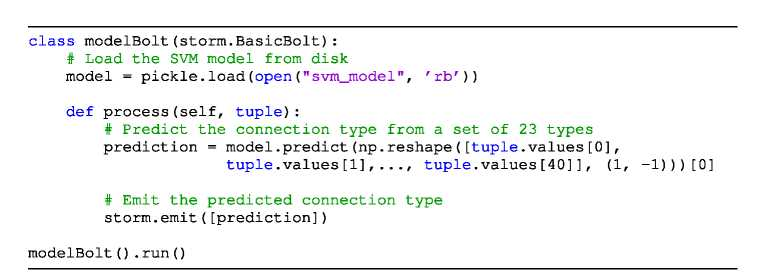 class modelBolt(storm.BasicBolt):
    # Load the SVM model from disk
    model = pickle.load(open("svm_model", ’rb’))

    def process(self, tuple):
        # Predict the connection type from a set of 23 types
        prediction = model.predict(np.reshape([tuple.values[0],
                     tuple.values[1],..., tuple.values[40]], (1, −1)))[0]

        # Emit the predicted connection type
        storm.emit([prediction])

modelBolt().run()